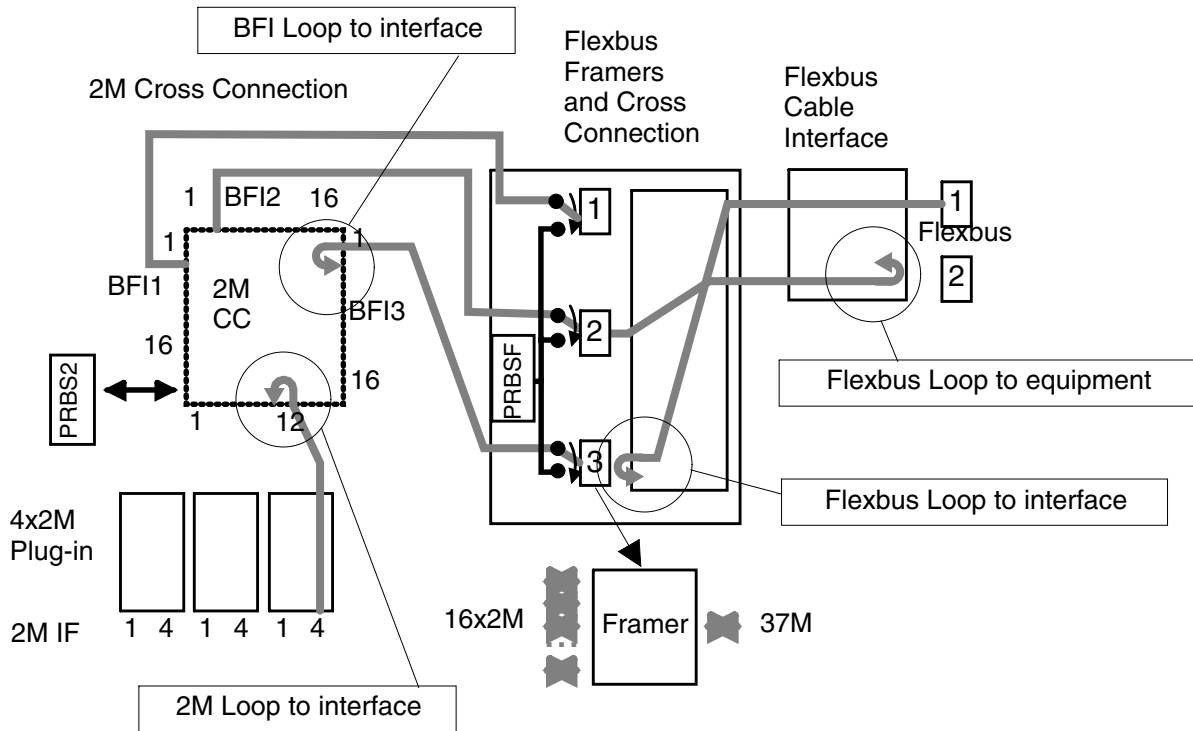 BFI Loop to interface
Flexbus
Framers
and Cross
Connection
Flexbus
Cable
Interface
2M Cross Connection
1
BFI2
16
1
1
BFI1
2M
CC
BFI3
16
16
PRBS2
1
12
1
2
3
PRBSF
1
Flexbus
2
Flexbus Loop to equipment
Flexbus Loop to interface
4x2M
Plug-in
2M IF
1 4 1 4 1 4
16x2M
Framer
37M
2M Loop to interface